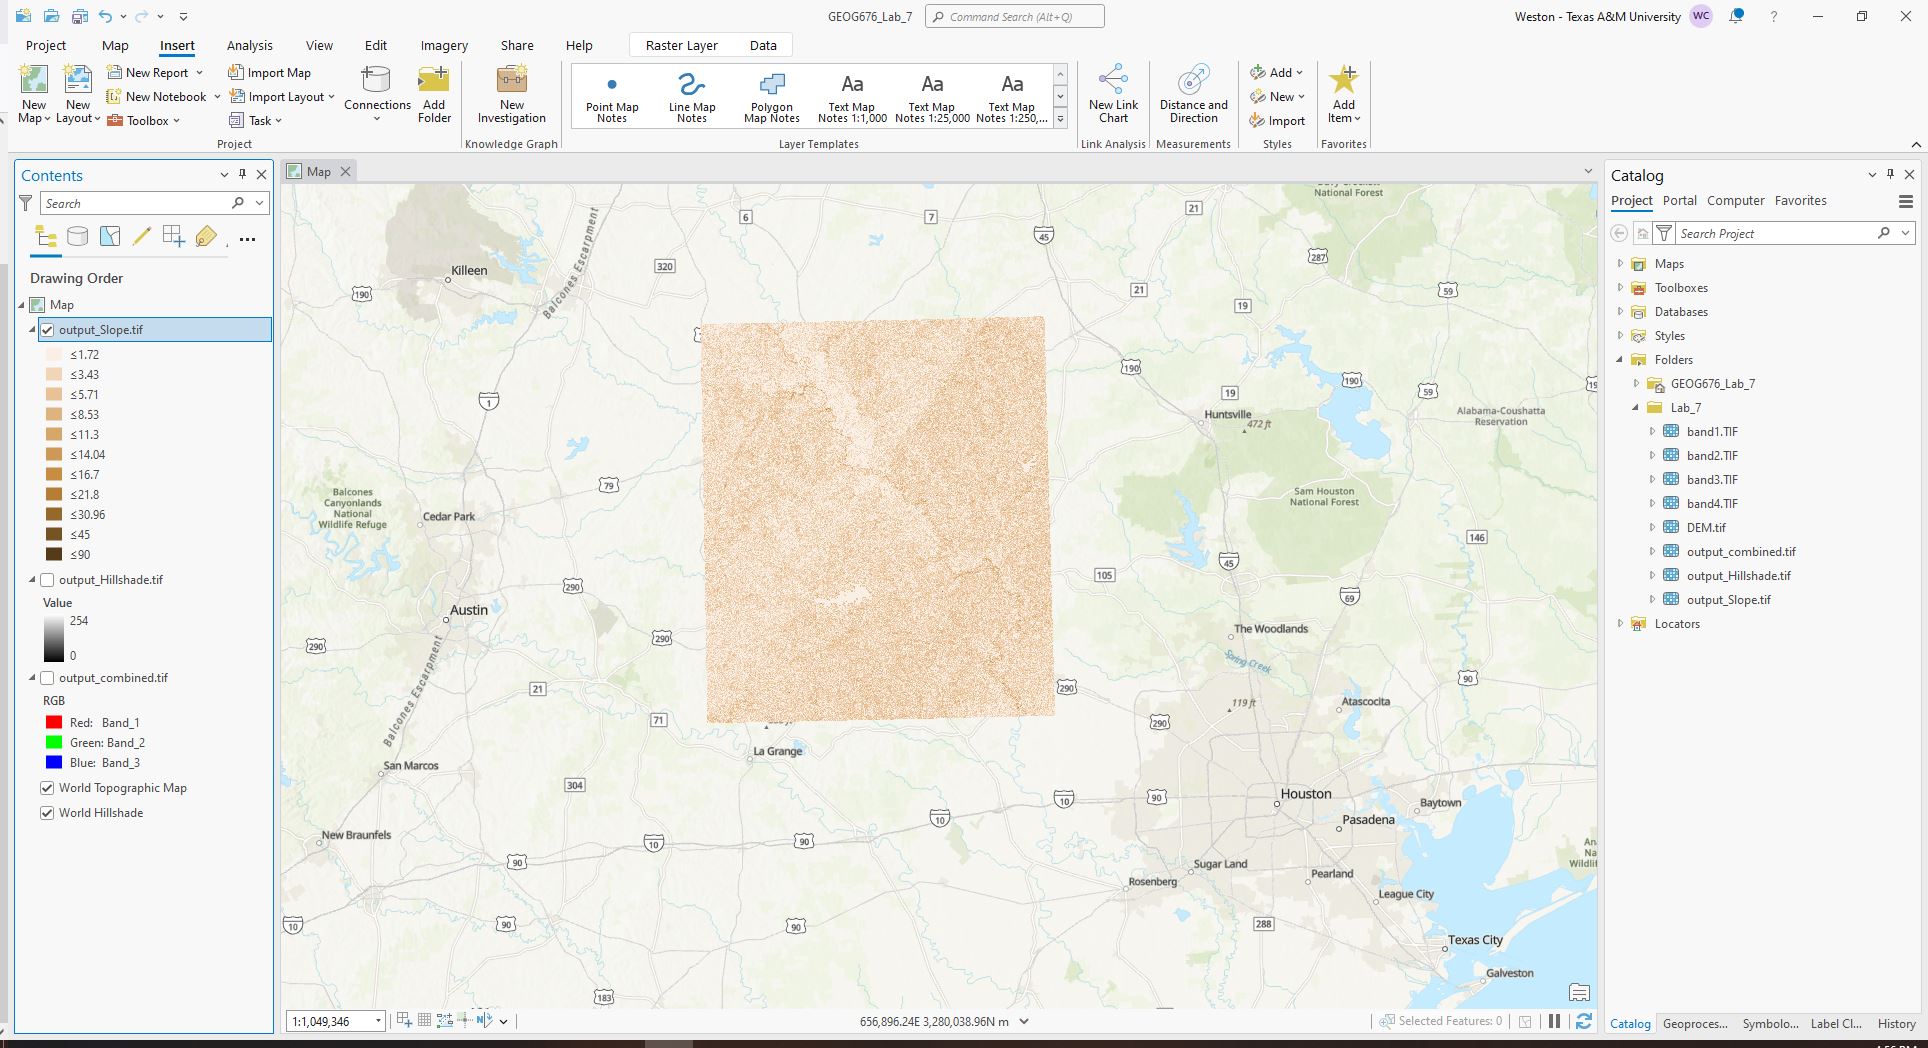 GEOG676_Lab_7
Command Search (Alt+Q)
Weston - Texas A&M University
WC
?
Project
Map
Insert
Analysis
View
Edit
Imagery
Share
Help
Raster Layer
Data
New Map
New Layout
New Report
New Notebook
Toolbox
Import Map
Import Layout
Task
Connections
Add Folder
Project
New Investigation
Knowledge Graph
Point Map Notes
Line Map Notes
Polygon Map Notes
Aa
Text Map Notes 1:1,000
Aa
Text Map Notes 1:25,000
Aa
Text Map Notes 1:250,...
Layer Templates
New Link Chart
Link Analysis
Distance and Direction
Measurements
Add
New
Import
Styles
Add Item
Favorites
Contents
Search
Drawing Order
Map
output_Slope.tif
≤1.72
≤3.43
≤5.71
≤8.53
≤11.3
≤14.04
≤16.7
≤21.8
≤30.96
≤45
≤90
output_Hillshade.tif
Value
254
0
output_combined.tif
RGB
Red: Band_1
Green: Band_2
Blue: Band_3
World Topographic Map
World Hillshade
Map
National Forest
21
6
7
45
320
Killeen
287
190
Balcones Escarpment
21
59
19
190
190
59
19
19
1
Huntsville
472 ft
Alabama-Coushatta
Reservation
79
Balcones
Canyonlands
National
Wildlife Refuge
Cedar Park
Sam Houston
National Forest
146
45
105
290
69
Austin
290
290
The Woodlands
Spring Creek
Balcones Escarpment
21
290
90
119 ft
Atascocita
71
290
La Grange
San Marcos
304
10
90
Houston
Baytown
10
Pasadena
New Braunfels
10
90
90
Sugar Land
Pearland
Rosenberg
League City
10
90
90
288
Texas City
Galveston
183
1:1,049,346
656,896.24E 3,280,038.96N m
Selected Features: 0
Catalog
Project
Portal
Computer
Favorites
Search Project
Maps
Toolboxes
Databases
Styles
Folders
GEOG676_Lab_7
Lab_7
band1.TIF
band2.TIF
band3.TIF
band4.TIF
DEM.tif
output_combined.tif
output_Hillshade.tif
output_Slope.tif
Locators
Catalog
Geoproces...
Symbolo...
Label Cl...
History